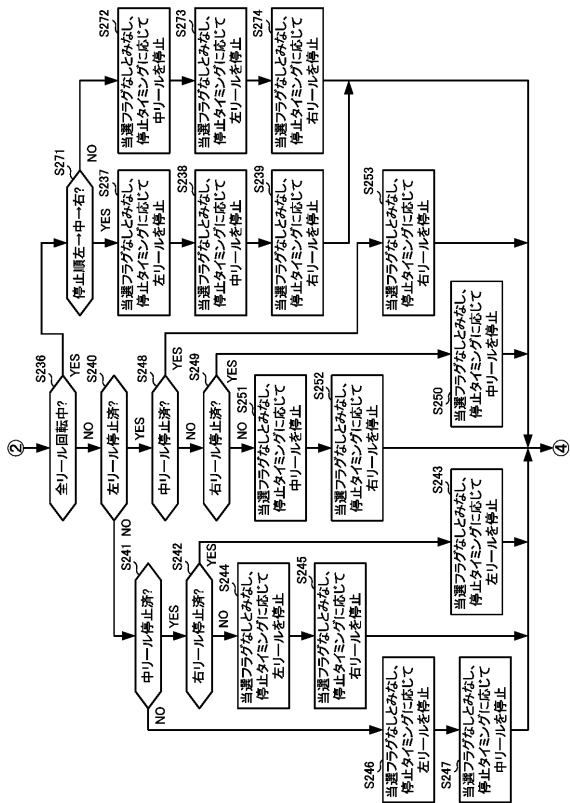 ②
S236
全リール回転中?
YES
NO
S271
停止順左→中→右?
YES
NO
S237
当選フラグなしとみなし、
停止タイミングに応じて
左リールを停止
S238
当選フラグなしとみなし、
停止タイミングに応じて
中リールを停止
S239
当選フラグなしとみなし、
停止タイミングに応じて
右リールを停止
S272
当選フラグなしとみなし、
停止タイミングに応じて
中リールを停止
S273
当選フラグなしとみなし、
停止タイミングに応じて
左リールを停止
S274
当選フラグなしとみなし、
停止タイミングに応じて
右リールを停止
S240
左リール停止済?
YES
NO
S248
中リール停止済?
YES
NO
S253
当選フラグなしとみなし、
停止タイミングに応じて
右リールを停止
S249
右リール停止済?
YES
NO
S250
当選フラグなしとみなし、
停止タイミングに応じて
中リールを停止
S251
当選フラグなしとみなし、
停止タイミングに応じて
中リールを停止
S252
当選フラグなしとみなし、
停止タイミングに応じて
右リールを停止
S241
中リール停止済?
YES
NO
S242
右リール停止済?
YES
NO
S243
当選フラグなしとみなし、
停止タイミングに応じて
左リールを停止
S244
当選フラグなしとみなし、
停止タイミングに応じて
左リールを停止
S245
当選フラグなしとみなし、
停止タイミングに応じて
右リールを停止
S246
当選フラグなしとみなし、
停止タイミングに応じて
左リールを停止
S247
当選フラグなしとみなし、
停止タイミングに応じて
中リールを停止
④